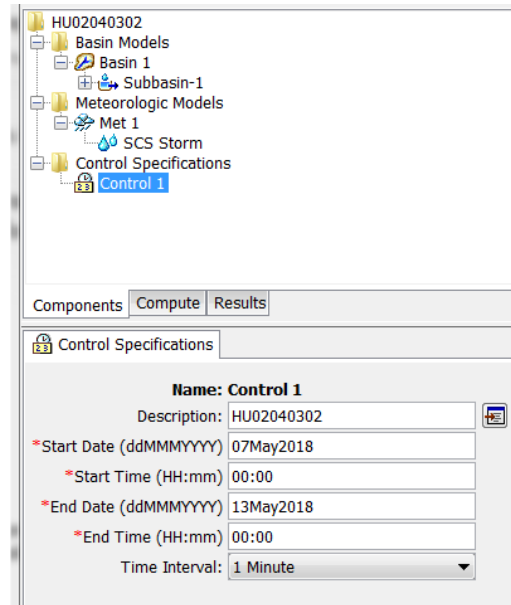 HU02040302
Basin Models
Basin 1
Subbasin-1
Meteorologic Models
Met 1
SCS Storm
Control Specifications
Control 1
Components Compute Results
Control Specifications
Name: Control 1
Description: HU02040302
*Start Date (ddMMMYYYY) 07May2018
*Start Time (HH:mm) 00:00
*End Date (ddMMMYYYY) 13May2018
*End Time (HH:mm) 00:00
Time Interval: 1 Minute